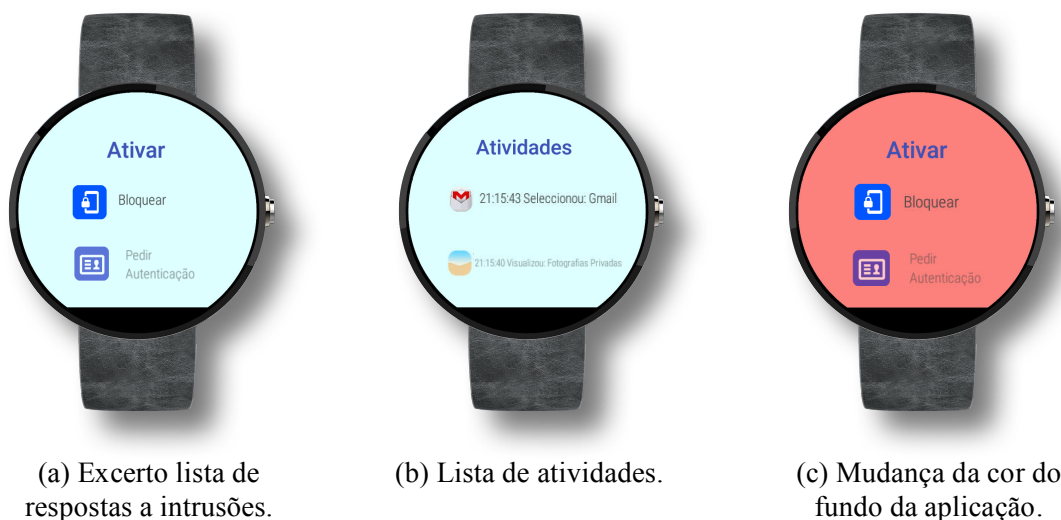 Ativar
Bloquear
Pedir
Autenticação
Atividades
21:15:43 Seleccionou: Gmail
21:15:40 Visualizou: Fotografias Privadas
Ativar
Bloquear
Pedir
Autenticação
(a) Excerto lista de
respostas a intrusões.
(b) Lista de atividades.
(c) Mudança da cor do
fundo da aplicação.